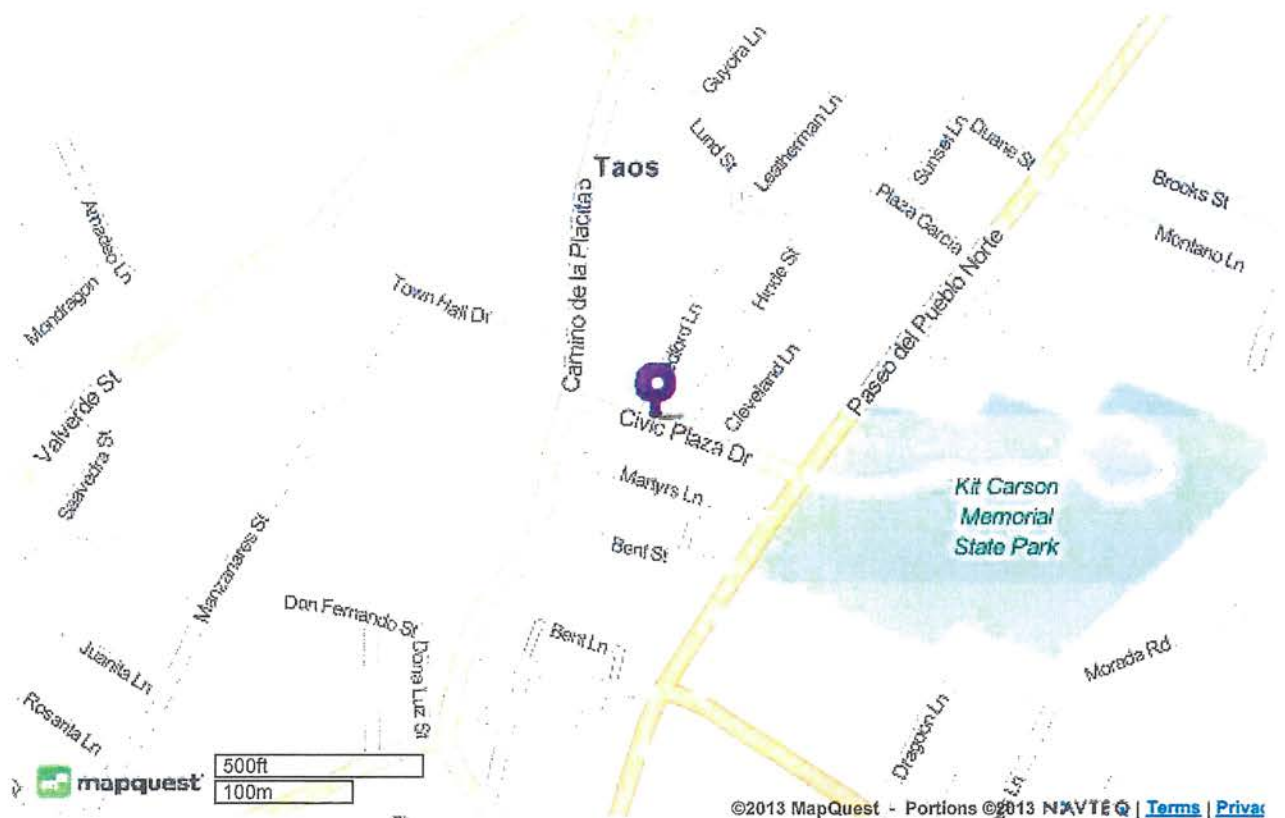 Guyora Ln
Lund St
Leatherman Ln
Sunset Ln
Duane St
Taos
Brooks St
Plaza Garcia
Montano Ln
Amadeo Ln
Mondragon
Town Hall Dr
Camino de la Placitas
Hinde St
Paseo del Pueblo Norte
dford Ln
Cleveland Ln
Valverde St
Civic Plaza Dr
Saavedra St
Martyrs Ln
Kit Carson
Memorial
State Park
Bent St
Manzanares St
Don Fernando St
Bent Ln
Dona Luz St
Juanita Ln
Morada Rd
Rosarita Ln
Dragoon Ln
mapquest
500ft
100m
s Ln
©2013 MapQuest - Portions ©2013 NAVTEQ | Terms | Privac